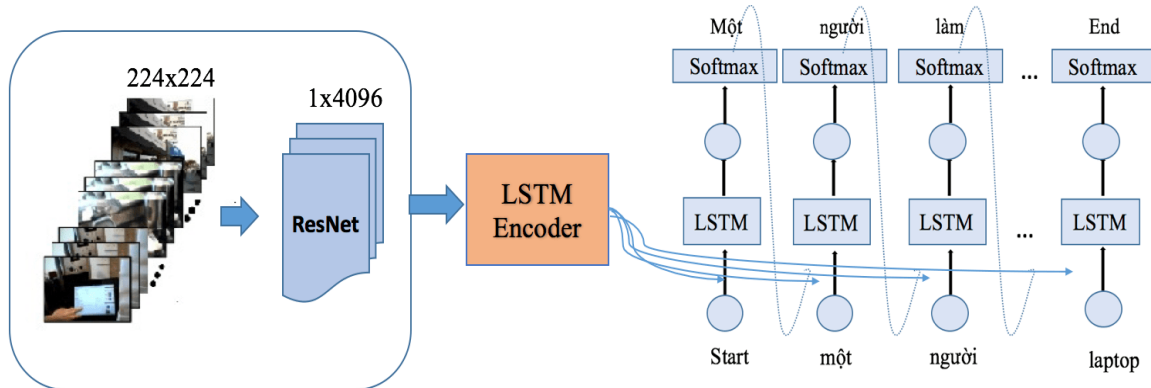 224x224
1x4096
ResNet
LSTM
Encoder
Một người làm End
Softmax Softmax Softmax ... Softmax
LSTM LSTM LSTM ... LSTM
Start một người laptop